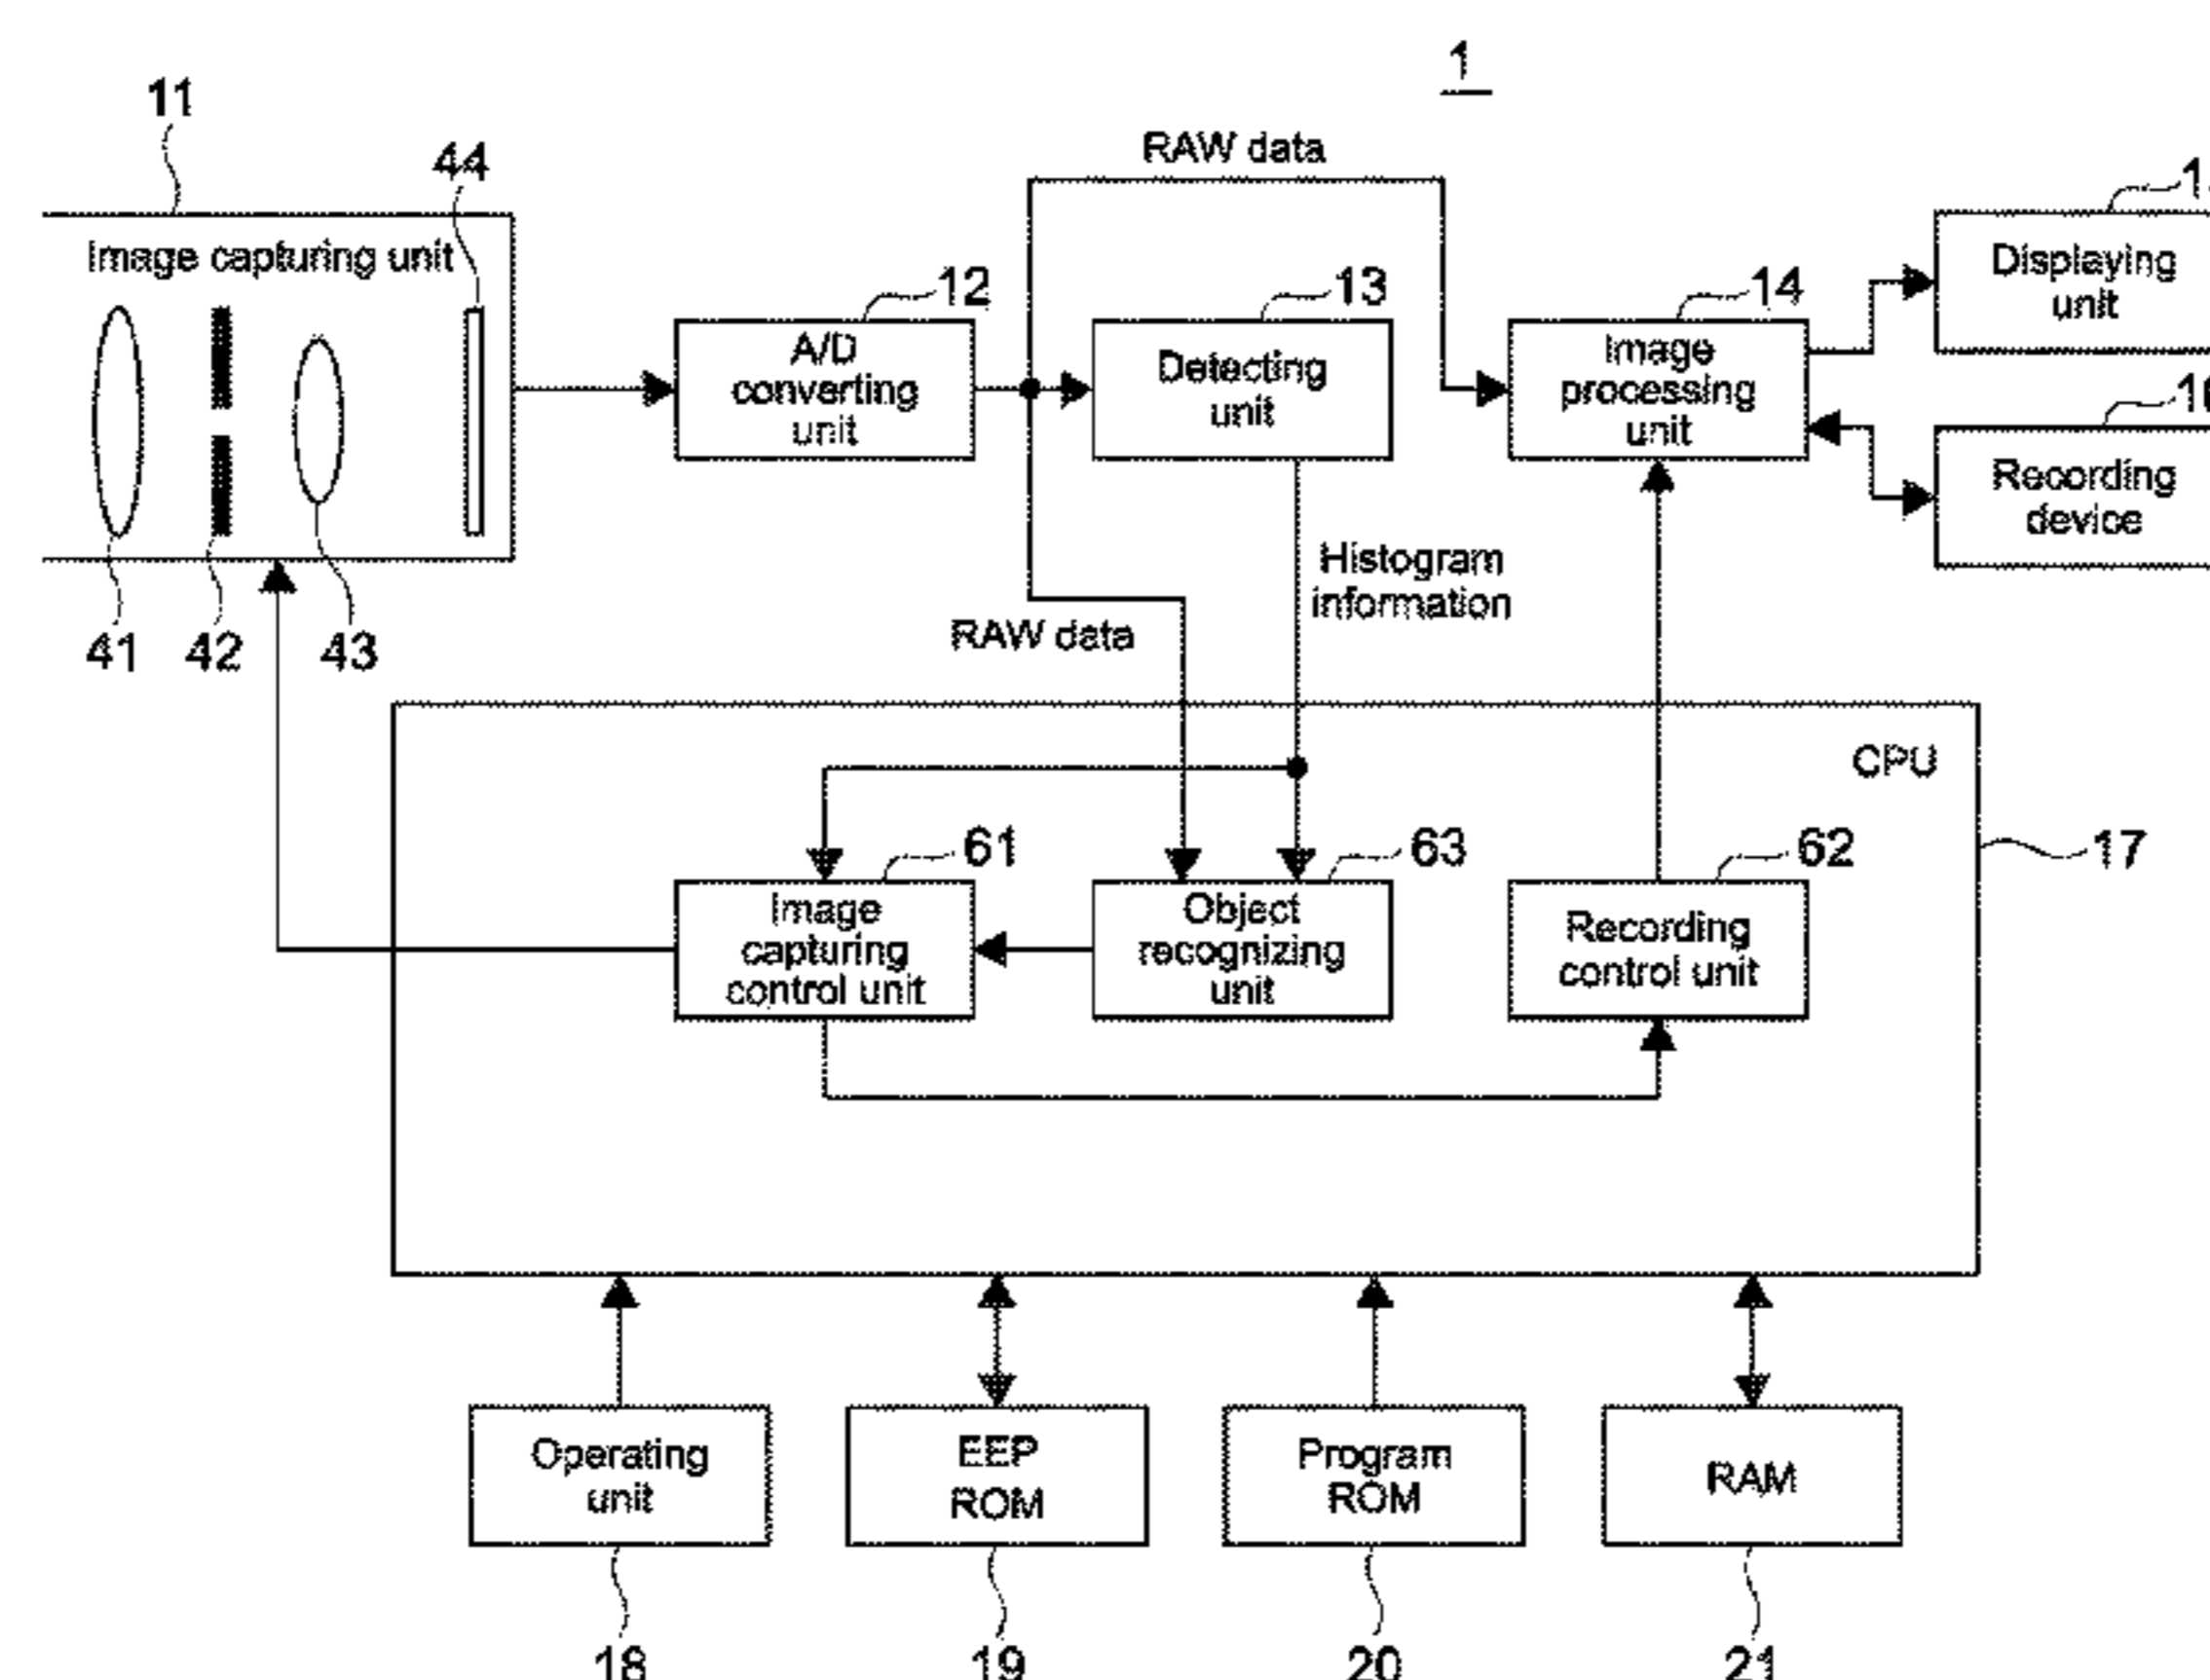 1
11
44
RAW data
Image capturing unit
12
13
14
Displaying
unit
A/D
converting
unit
Detecting
unit
Image
processing
unit
Recording
device
Histogram
information
RAW data
41
42
43
CPU
61
63
62
17
Image
capturing
control unit
Object
recognizing
unit
Recording
control unit
Operating
unit
EEP
ROM
Program
ROM
RAM
18
19
20
21